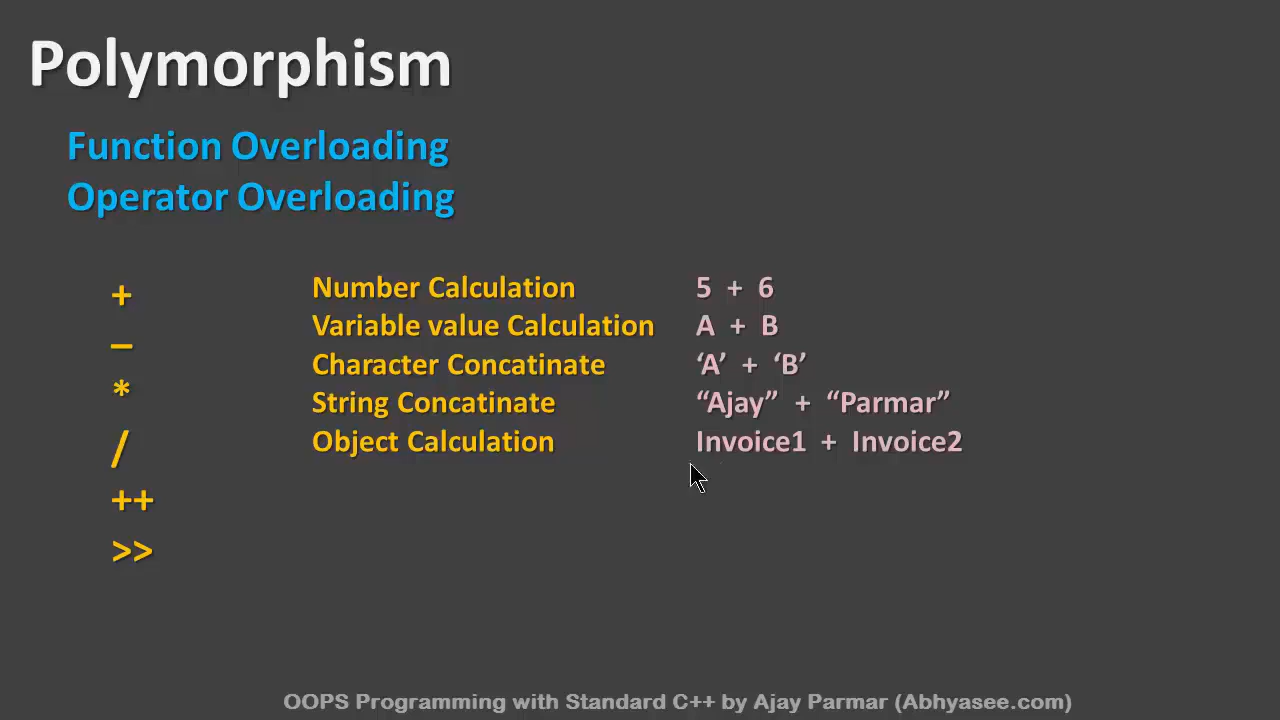 Polymorphism
Function Overloading
Operator Overloading
+
–
*
/
++
>>
Number Calculation 5 + 6
Variable value Calculation A + B
Character Concatinate ‘A’ + ‘B’
String Concatinate “Ajay” + “Parmar”
Object Calculation Invoice1 + Invoice2
OOPS Programming with Standard C++ by Ajay Parmar (Abhyasee.com)